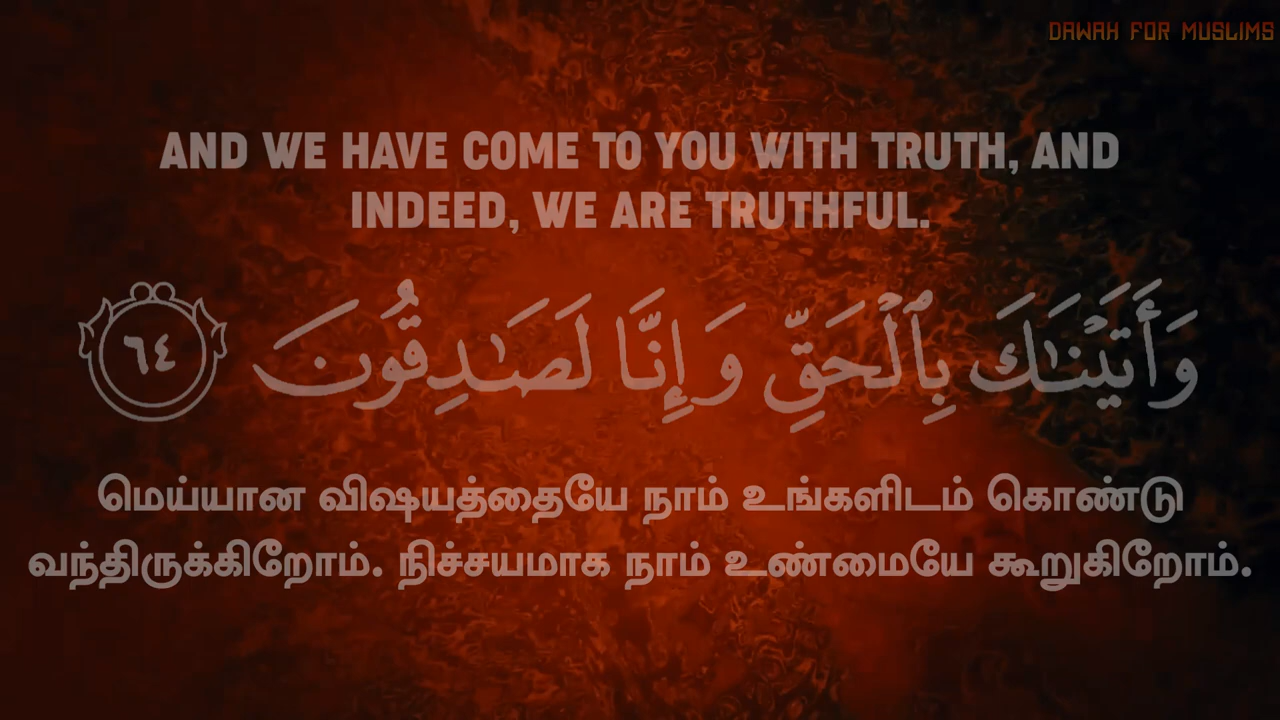 DAWAH FOR MUSLIMS
AND WE HAVE COME TO YOU WITH TRUTH, AND
INDEED, WE ARE TRUTHFUL.
وَأَتَيْنَـٰكَ بِٱلْحَقِّ وَإِنَّا لَصَـٰدِقُونَ ٦٤
மெய்யான விஷயத்தையே நாம் உங்களிடம் கொண்டு
வந்திருக்கிறோம். நிச்சயமாக நாம் உண்மையே கூறுகிறோம்.